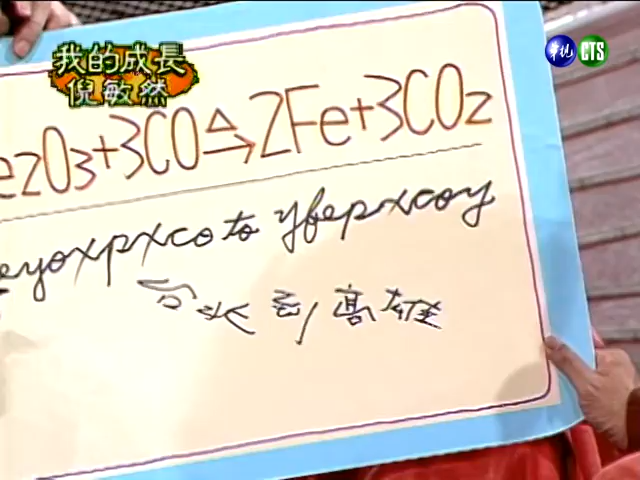 我的成長
倪敏然
華視 CTS
e2O3+3CO△→2Fe+3CO2
eyoxpxco to yfepxcoy
台北到高雄